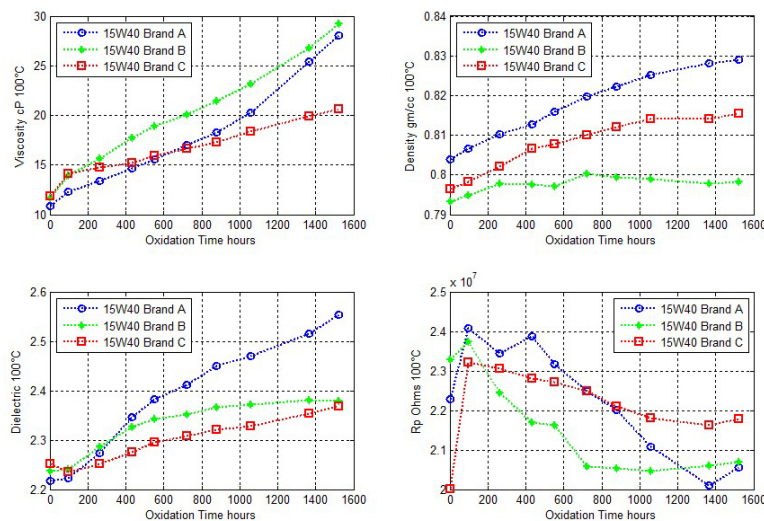 30
25
20
15
10
0 200 400 600 800 1000 1200 1400 1600
Viscosity cP 100°C
Oxidation Time hours
15W40 Brand A
15W40 Brand B
15W40 Brand C
0.84
0.83
0.82
0.81
0.8
0.79
0 200 400 600 800 1000 1200 1400 1600
Density gm/cc 100°C
Oxidation Time hours
15W40 Brand A
15W40 Brand B
15W40 Brand C
2.6
2.5
2.4
2.3
2.2
0 200 400 600 800 1000 1200 1400 1600
Dielectric 100°C
Oxidation Time hours
15W40 Brand A
15W40 Brand B
15W40 Brand C
x 10^7
2.5
2.4
2.3
2.2
2.1
2
0 200 400 600 800 1000 1200 1400 1600
Rp Ohms 100°C
Oxidation Time hours
15W40 Brand A
15W40 Brand B
15W40 Brand C